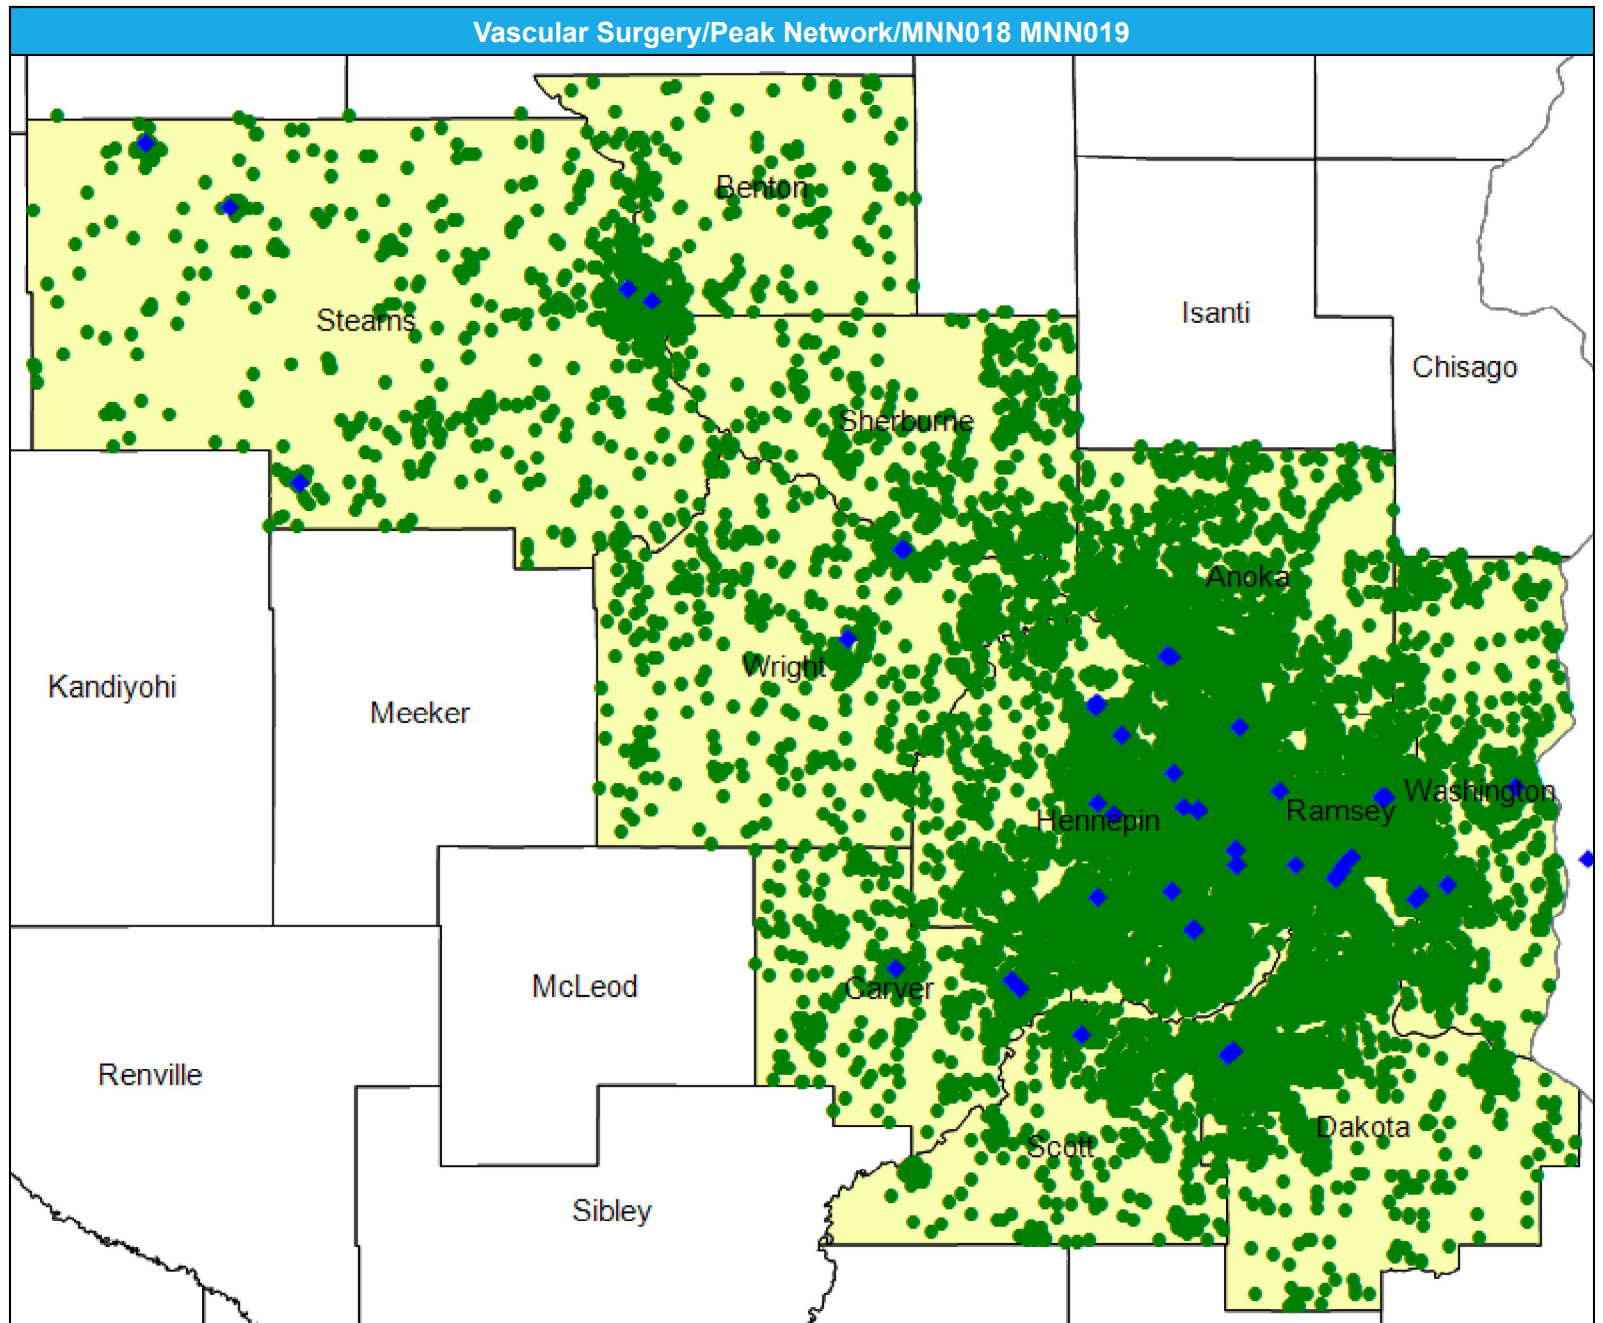 Vascular Surgery/Peak Network/MNN018 MNN019
Benton
Isanti
Stearns
Chisago
Sherburne
Anoka
Wright
Kandiyohi
Meeker
Washington
Ramsey
Hennepin
McLeod
Carver
Renville
Dakota
Scott
Sibley